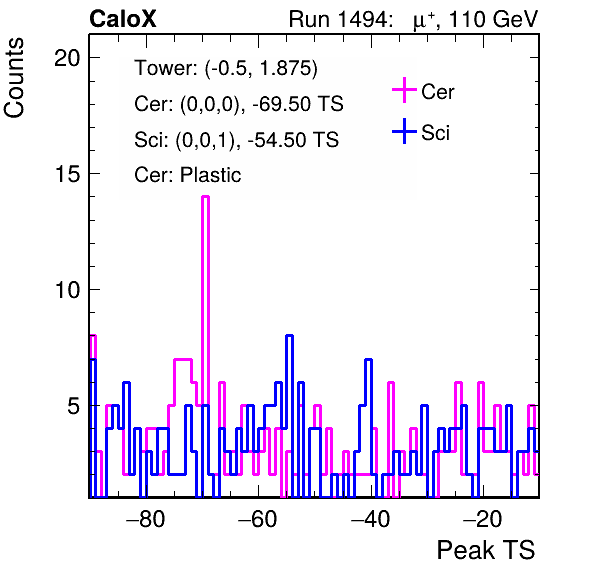 CaloX Run 1494: μ⁺, 110 GeV
Counts
Tower: (-0.5, 1.875)
Cer: (0,0,0), -69.50 TS
Sci: (0,0,1), -54.50 TS
Cer: Plastic
Cer
Sci
20
15
10
5
−80 −60 −40 −20
Peak TS